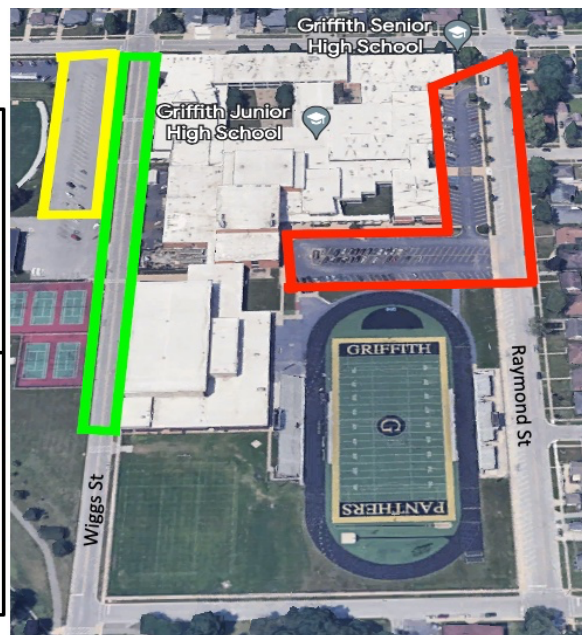 Griffith Senior
High School
Griffith Junior
High School
GRIFFITH
G
PANTHERS
Raymond St
Wiggs St